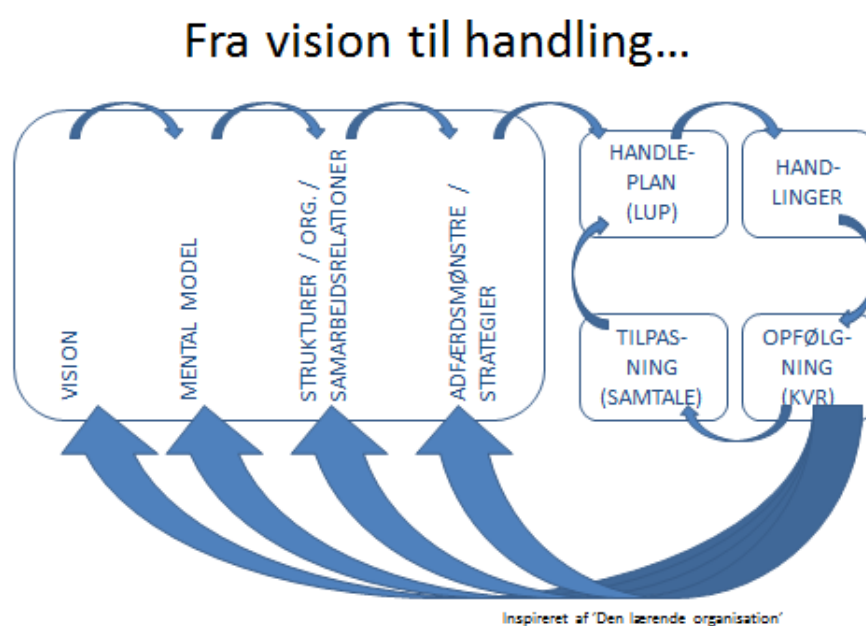 Fra vision til handling...
VISION
MENTAL MODEL
STRUKTURER / ORG. /
SAMARBEJDSRELATIONER
ADFÆRDSMØNSTRE /
STRATEGIER
HANDLE-
PLAN
(LUP)
HAND-
LINGER
TILPAS-
NING
(SAMTALE)
OPFØLG-
NING
(KVR)
Inspireret af 'Den lærende organisation'